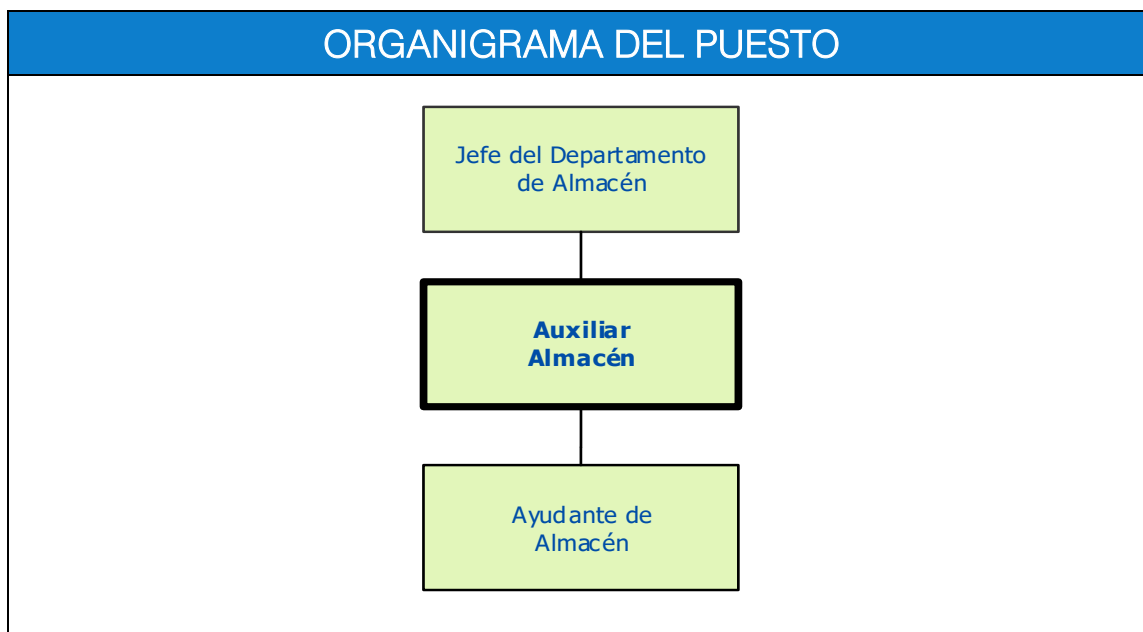 ORGANIGRAMA DEL PUESTO
Jefe del Departamento
de Almacén
Auxiliar
Almacén
Ayudante de
Almacén